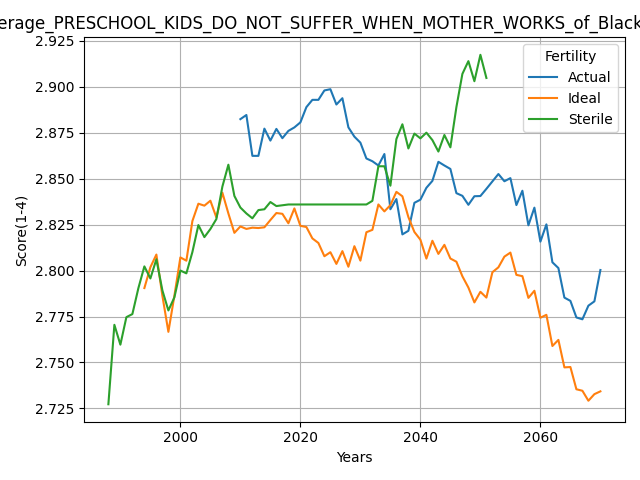 erage_PRESCHOOL_KIDS_DO_NOT_SUFFER_WHEN_MOTHER_WORKS_of_Black
2.925
2.900
2.875
2.850
2.825
2.800
2.775
2.750
2.725
Score(1-4)
Fertility
Actual
Ideal
Sterile
2000
2020
2040
2060
Years